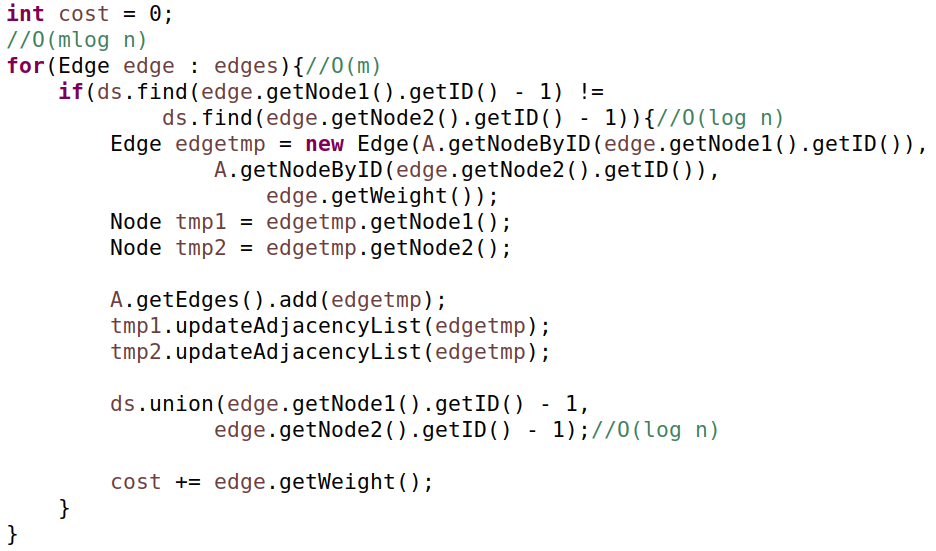 int cost = 0;
//O(mlog n)
for(Edge edge : edges){//O(m)
    if(ds.find(edge.getNode1().getID() - 1) !=
            ds.find(edge.getNode2().getID() - 1)){//O(log n)
        Edge edgetmp = new Edge(A.getNodeByID(edge.getNode1().getID()),
                A.getNodeByID(edge.getNode2().getID()),
                    edge.getWeight());
        Node tmp1 = edgetmp.getNode1();
        Node tmp2 = edgetmp.getNode2();

        A.getEdges().add(edgetmp);
        tmp1.updateAdjacencyList(edgetmp);
        tmp2.updateAdjacencyList(edgetmp);

        ds.union(edge.getNode1().getID() - 1,
                edge.getNode2().getID() - 1);//O(log n)

        cost += edge.getWeight();
    }
}